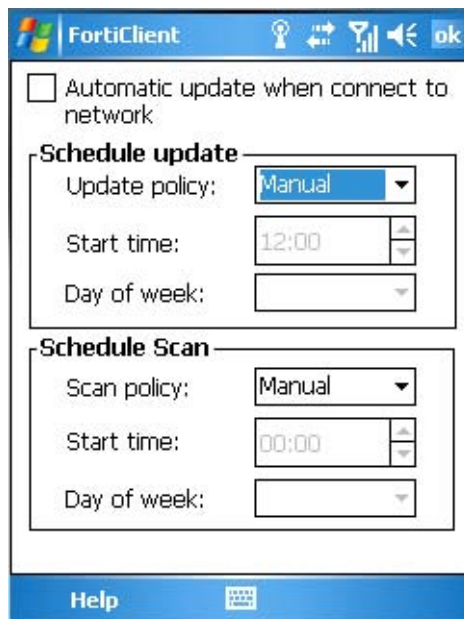 FortiClient
ok
Automatic update when connect to
network
Schedule update
Update policy: Manual
Start time: 12:00
Day of week:
Schedule Scan
Scan policy: Manual
Start time: 00:00
Day of week:
Help